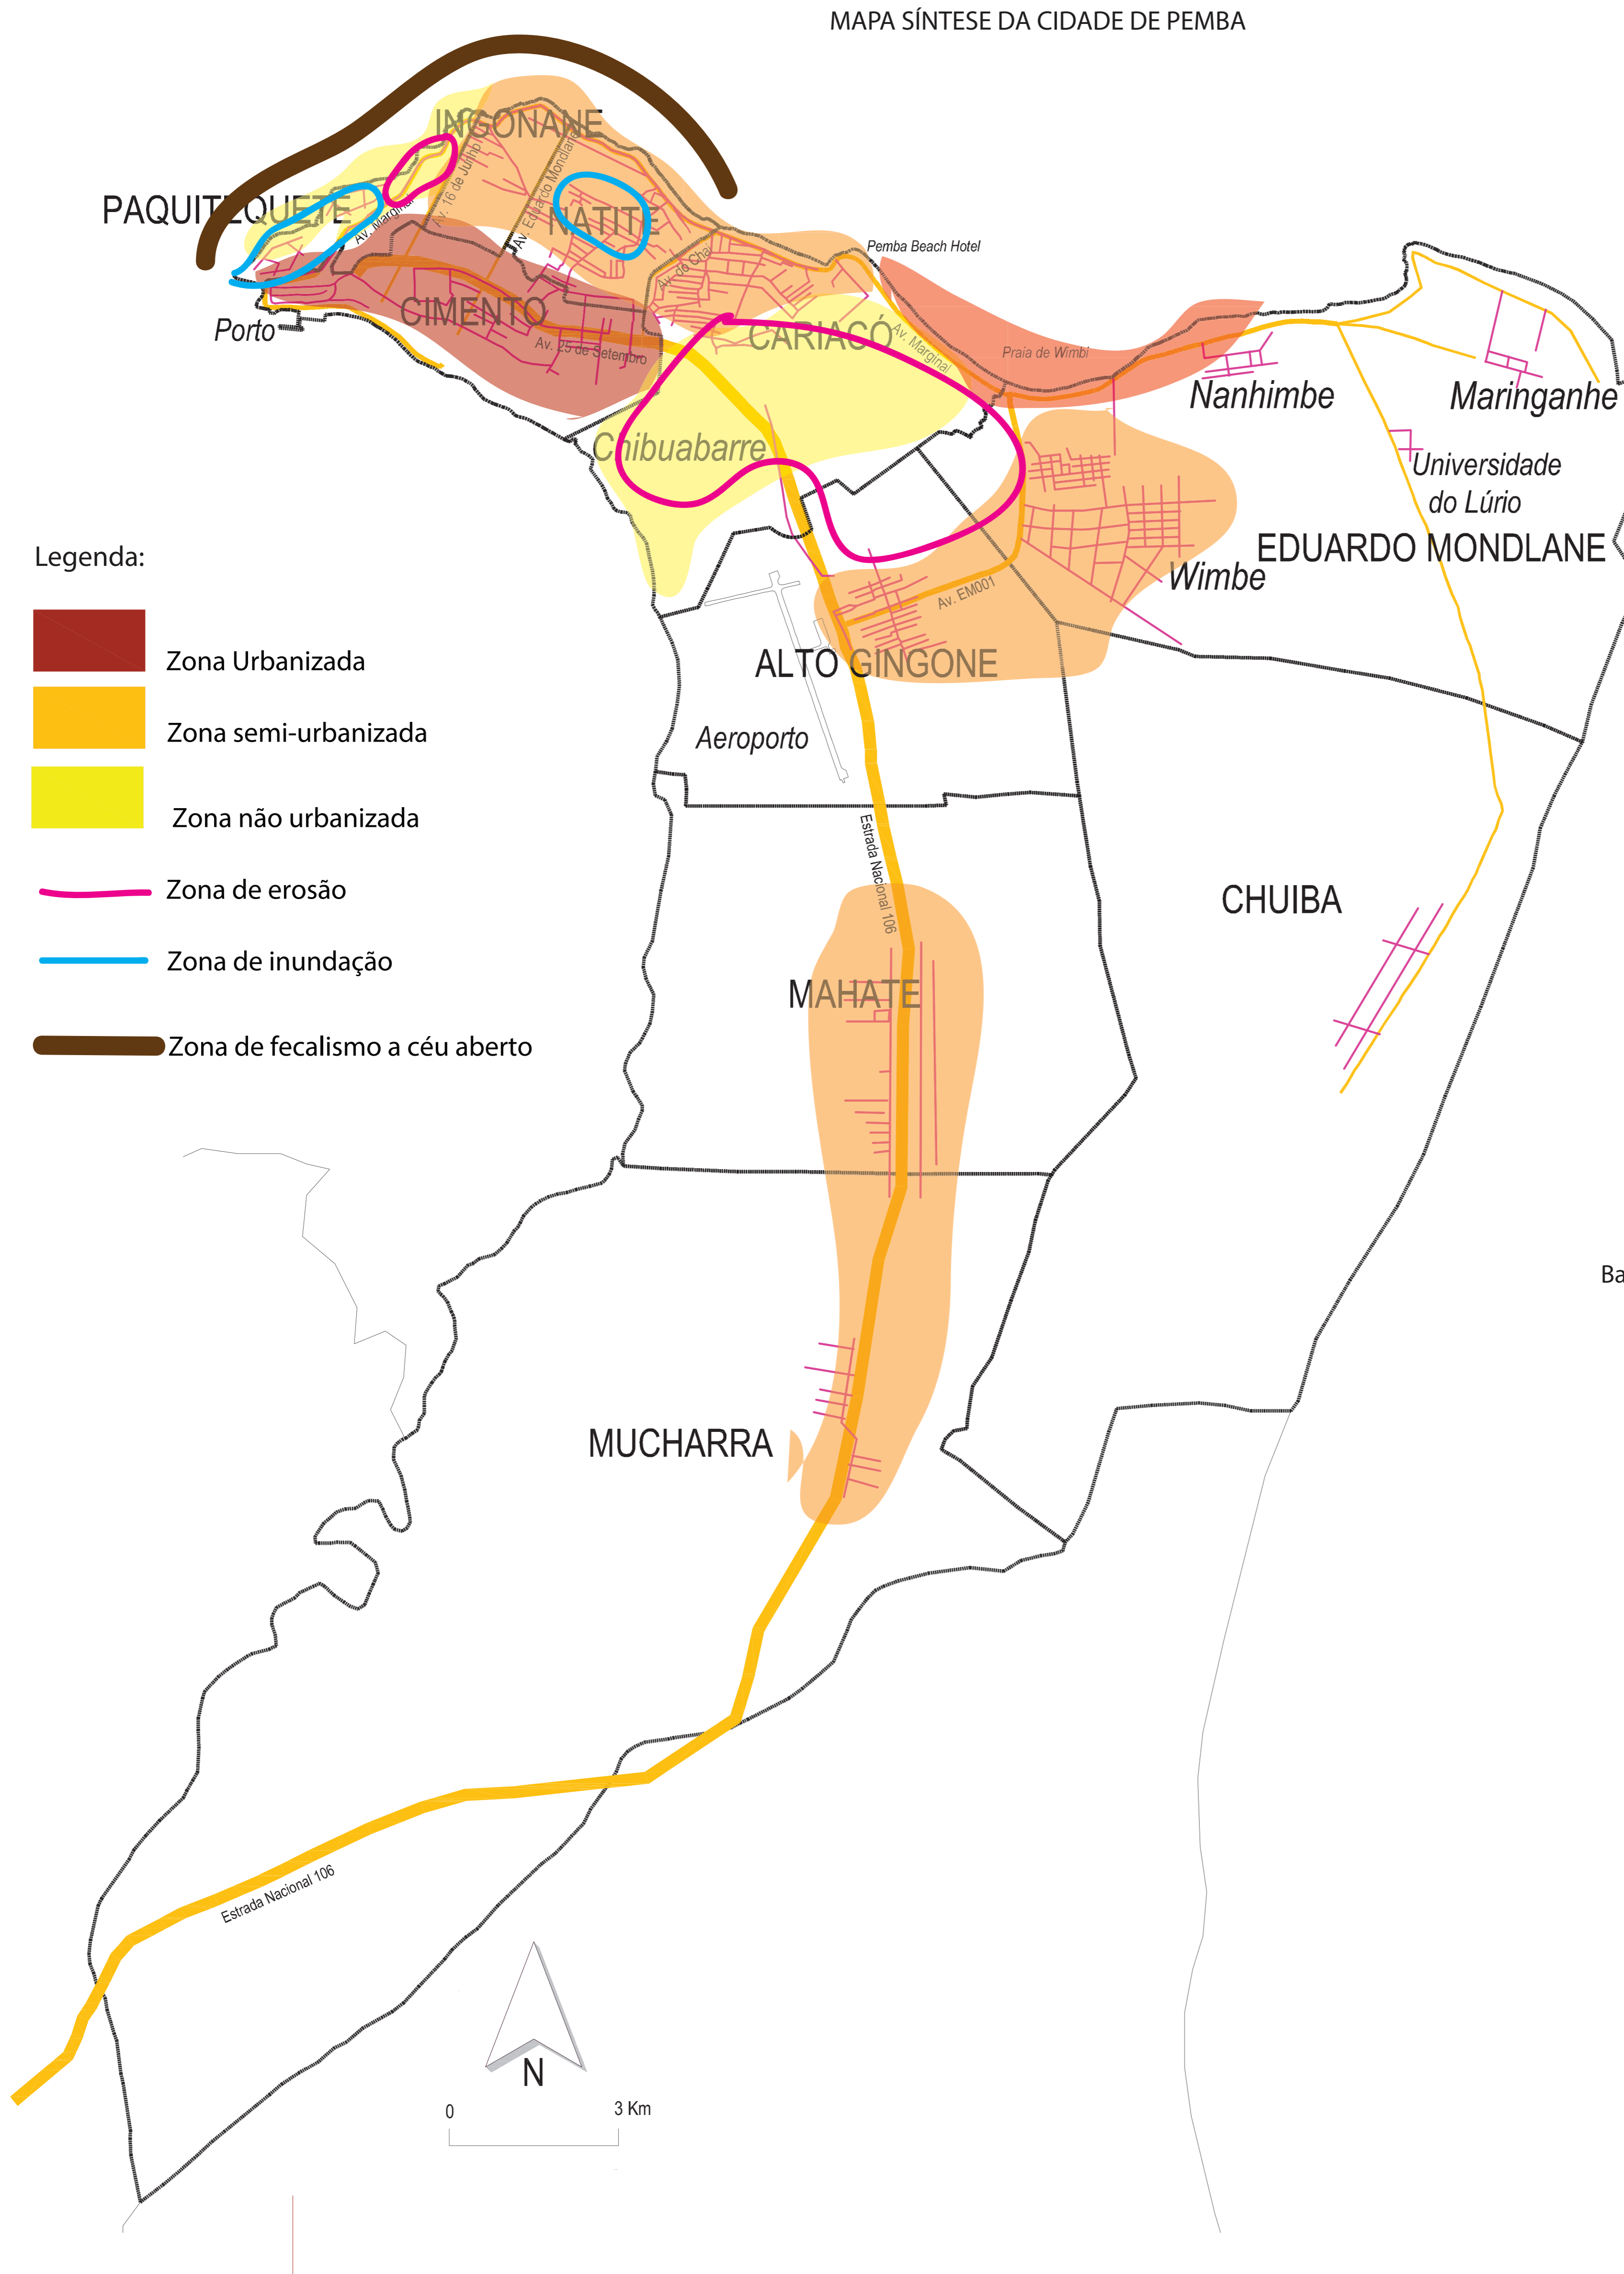 MAPA SÍNTESE DA CIDADE DE PEMBA
INGONANE
PAQUITEQUETE
Av. Marginal
Av. 16 de Junho
Av. Eduardo Mondlane
NATITE
Av. do Chai
Pemba Beach Hotel
Porto
CIMENTO
Av. 25 de Setembro
CARIACÓ
Av. Marginal
Praia de Wimbi
Nanhimbe
Maringanhe
Chibuabarre
Universidade
do Lúrio
EDUARDO MONDLANE
Wimbe
Av. EM001
ALTO GINGONE
Aeroporto
Legenda:
Zona Urbanizada
Zona semi-urbanizada
Zona não urbanizada
Zona de erosão
Zona de inundação
Zona de fecalismo a céu aberto
Estrada Nacional 106
CHUIBA
MAHATE
Ba
MUCHARRA
Estrada Nacional 106
N
0
3 Km